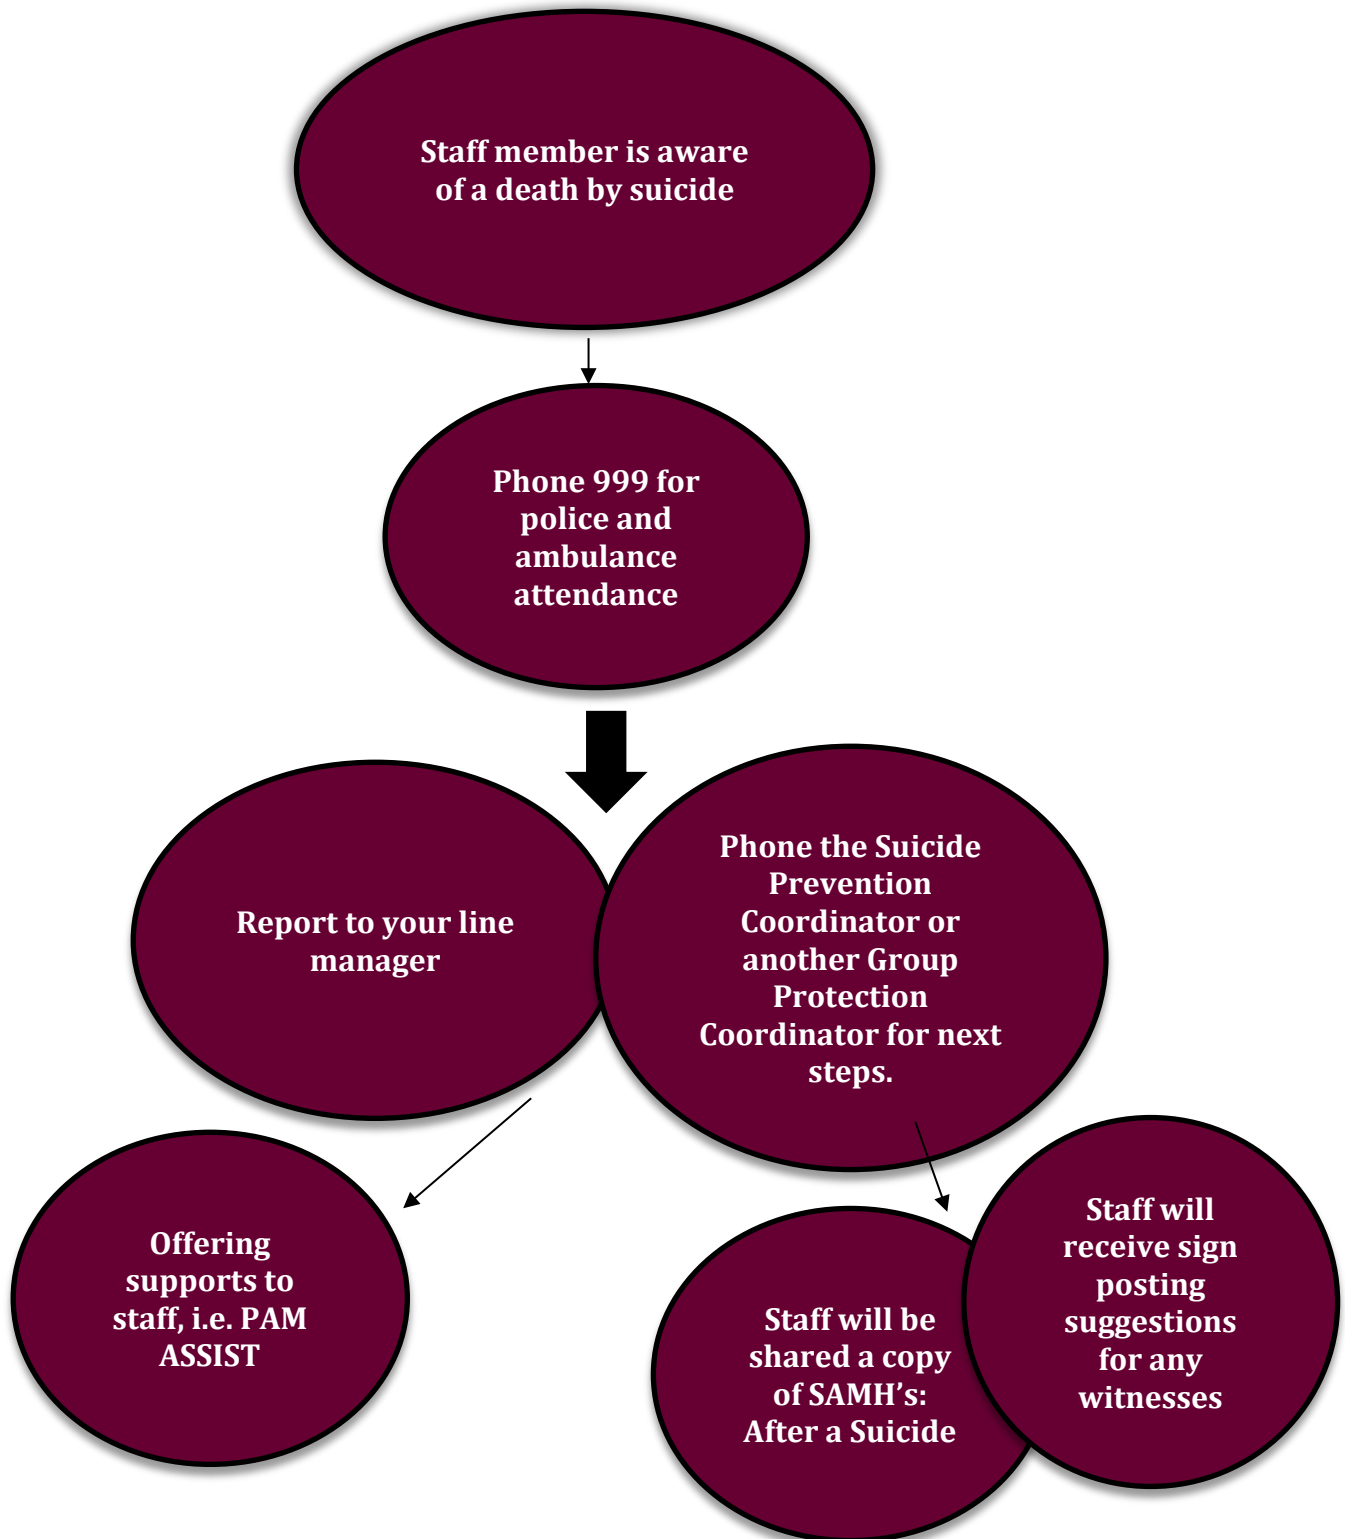 Staff member is aware
of a death by suicide
Phone 999 for
police and
ambulance
attendance
Report to your line
manager
Phone the Suicide
Prevention
Coordinator or
another Group
Protection
Coordinator for next
steps.
Offering
supports to
staff, i.e. PAM
ASSIST
Staff will be
shared a copy
of SAMH’s:
After a Suicide
Staff will
receive sign
posting
suggestions
for any
witnesses